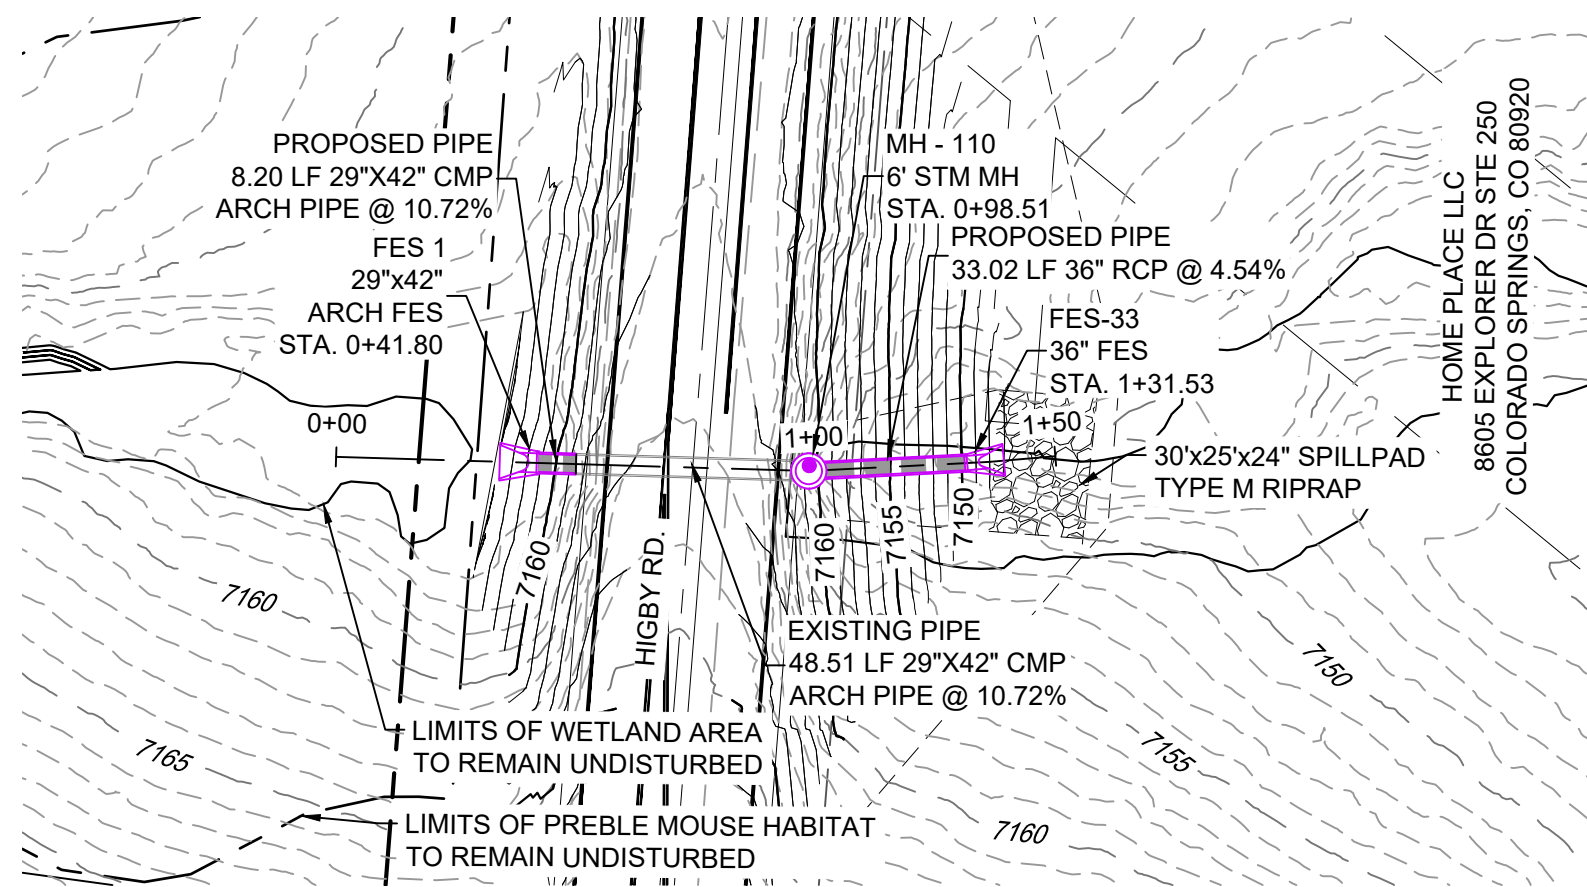 PROPOSED PIPE
8.20 LF 29"X42" CMP
ARCH PIPE @ 10.72%
FES 1
29"x42"
ARCH FES
STA. 0+41.80
MH - 110
6' STM MH
STA. 0+98.51
PROPOSED PIPE
33.02 LF 36" RCP @ 4.54%
FES-33
36" FES
STA. 1+31.53
HOME PLACE LLC
8605 EXPLORER DR STE 250
COLORADO SPRINGS, CO 80920
0+00
1+00
1+50
30'x25'x24" SPILLPAD
TYPE M RIPRAP
7160
7160
7155
7150
7160
HIGBY RD.
EXISTING PIPE
48.51 LF 29"X42" CMP
ARCH PIPE @ 10.72%
7150
7165
LIMITS OF WETLAND AREA
TO REMAIN UNDISTURBED
7155
LIMITS OF PREBLE MOUSE HABITAT
TO REMAIN UNDISTURBED
7160